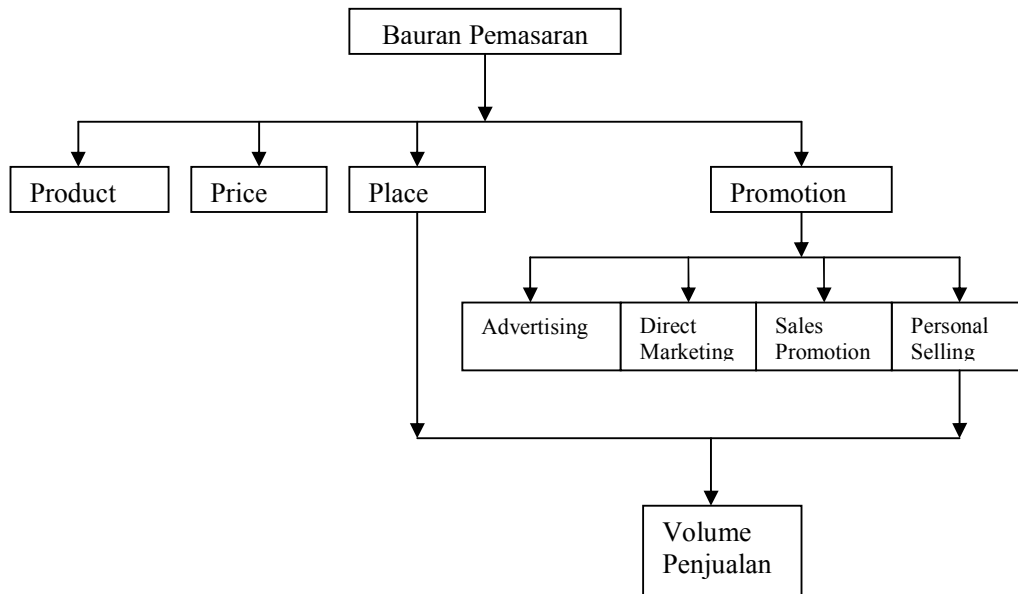 Bauran Pemasaran
Product
Price
Place
Promotion
Advertising
Direct
Marketing
Sales
Promotion
Personal
Selling
Volume
Penjualan